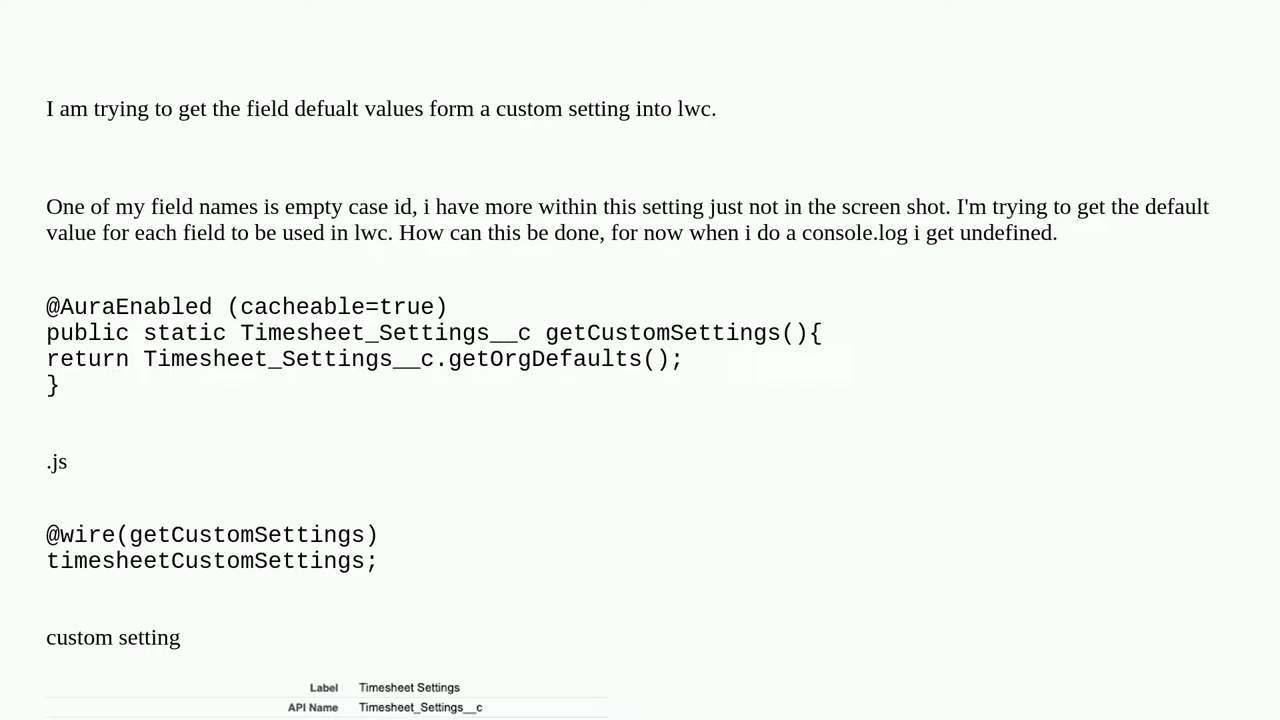 I am trying to get the field defualt values form a custom setting into lwc.
One of my field names is empty case id, i have more within this setting just not in the screen shot. I'm trying to get the default
value for each field to be used in lwc. How can this be done, for now when i do a console.log i get undefined.
@AuraEnabled (cacheable=true)
public static Timesheet_Settings__c getCustomSettings(){
return Timesheet_Settings__c.getOrgDefaults();
}
.js
@wire(getCustomSettings)
timesheetCustomSettings;
custom setting
Label Timesheet Settings
API Name Timesheet_Settings__c